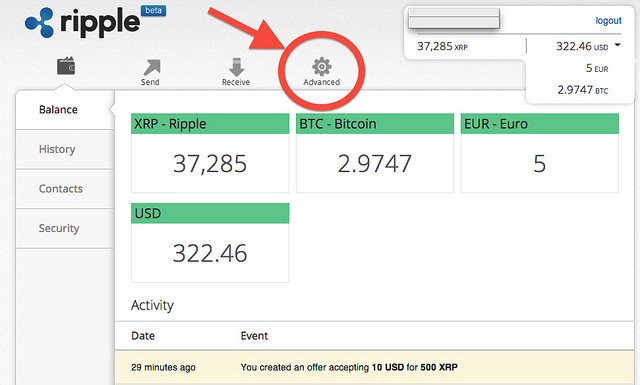 ripple
beta
logout
37,285 XRP
322.46 USD
5 EUR
2.9747 BTC
Send
Receive
Advanced
Balance
History
Contacts
Security
XRP - Ripple
37,285
BTC - Bitcoin
2.9747
EUR - Euro
5
USD
322.46
Activity
Date Event
29 minutes ago You created an offer accepting 10 USD for 500 XRP